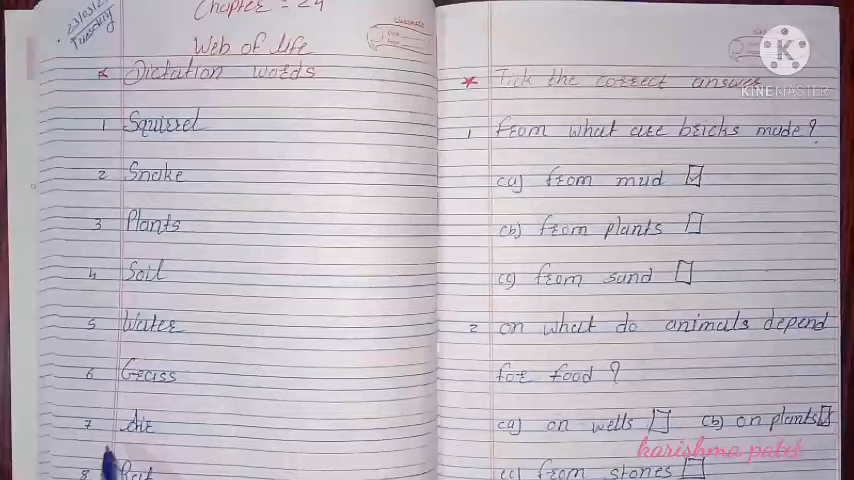 Chapter = 24
Web of life
* Dictation words
1 Squirrel
2 Snake
3 Plants
4 Soil
5 Water
6 Grass
7 Air
8 Rat
* Tick the correct answer
1 from what are bricks made?
(a) from mud
(b) from plants
(c) from sand
2 on what do animals depend
for food?
(a) on wells (b) on plants
(c) from stones
K
KINEMASTER
karishma patel